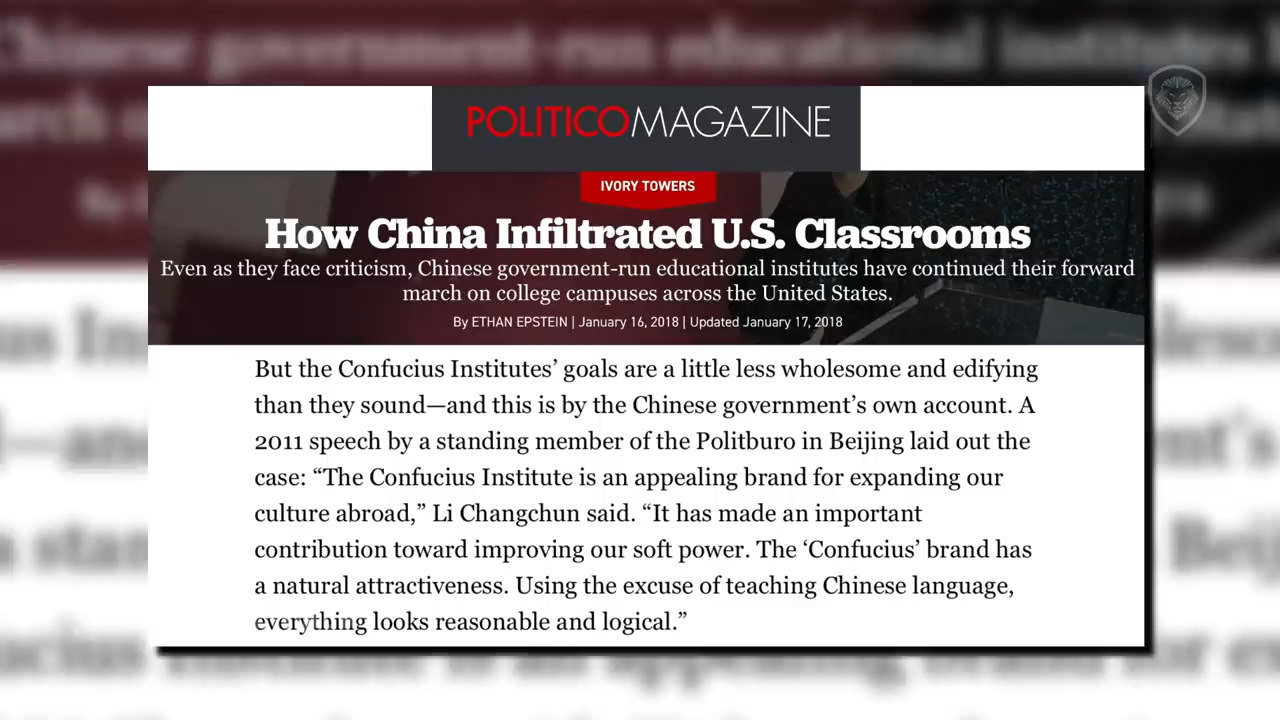 Chinese government-run educational institutes
POLITICOMAGAZINE
IVORY TOWERS
How China Infiltrated U.S. Classrooms
Even as they face criticism, Chinese government-run educational institutes have continued their forward
march on college campuses across the United States.
By ETHAN EPSTEIN | January 16, 2018 | Updated January 17, 2018
But the Confucius Institutes’ goals are a little less wholesome and edifying
than they sound—and this is by the Chinese government’s own account. A
2011 speech by a standing member of the Politburo in Beijing laid out the
case: “The Confucius Institute is an appealing brand for expanding our
culture abroad,” Li Changchun said. “It has made an important
contribution toward improving our soft power. The ‘Confucius’ brand has
a natural attractiveness. Using the excuse of teaching Chinese language,
everything looks reasonable and logical.”